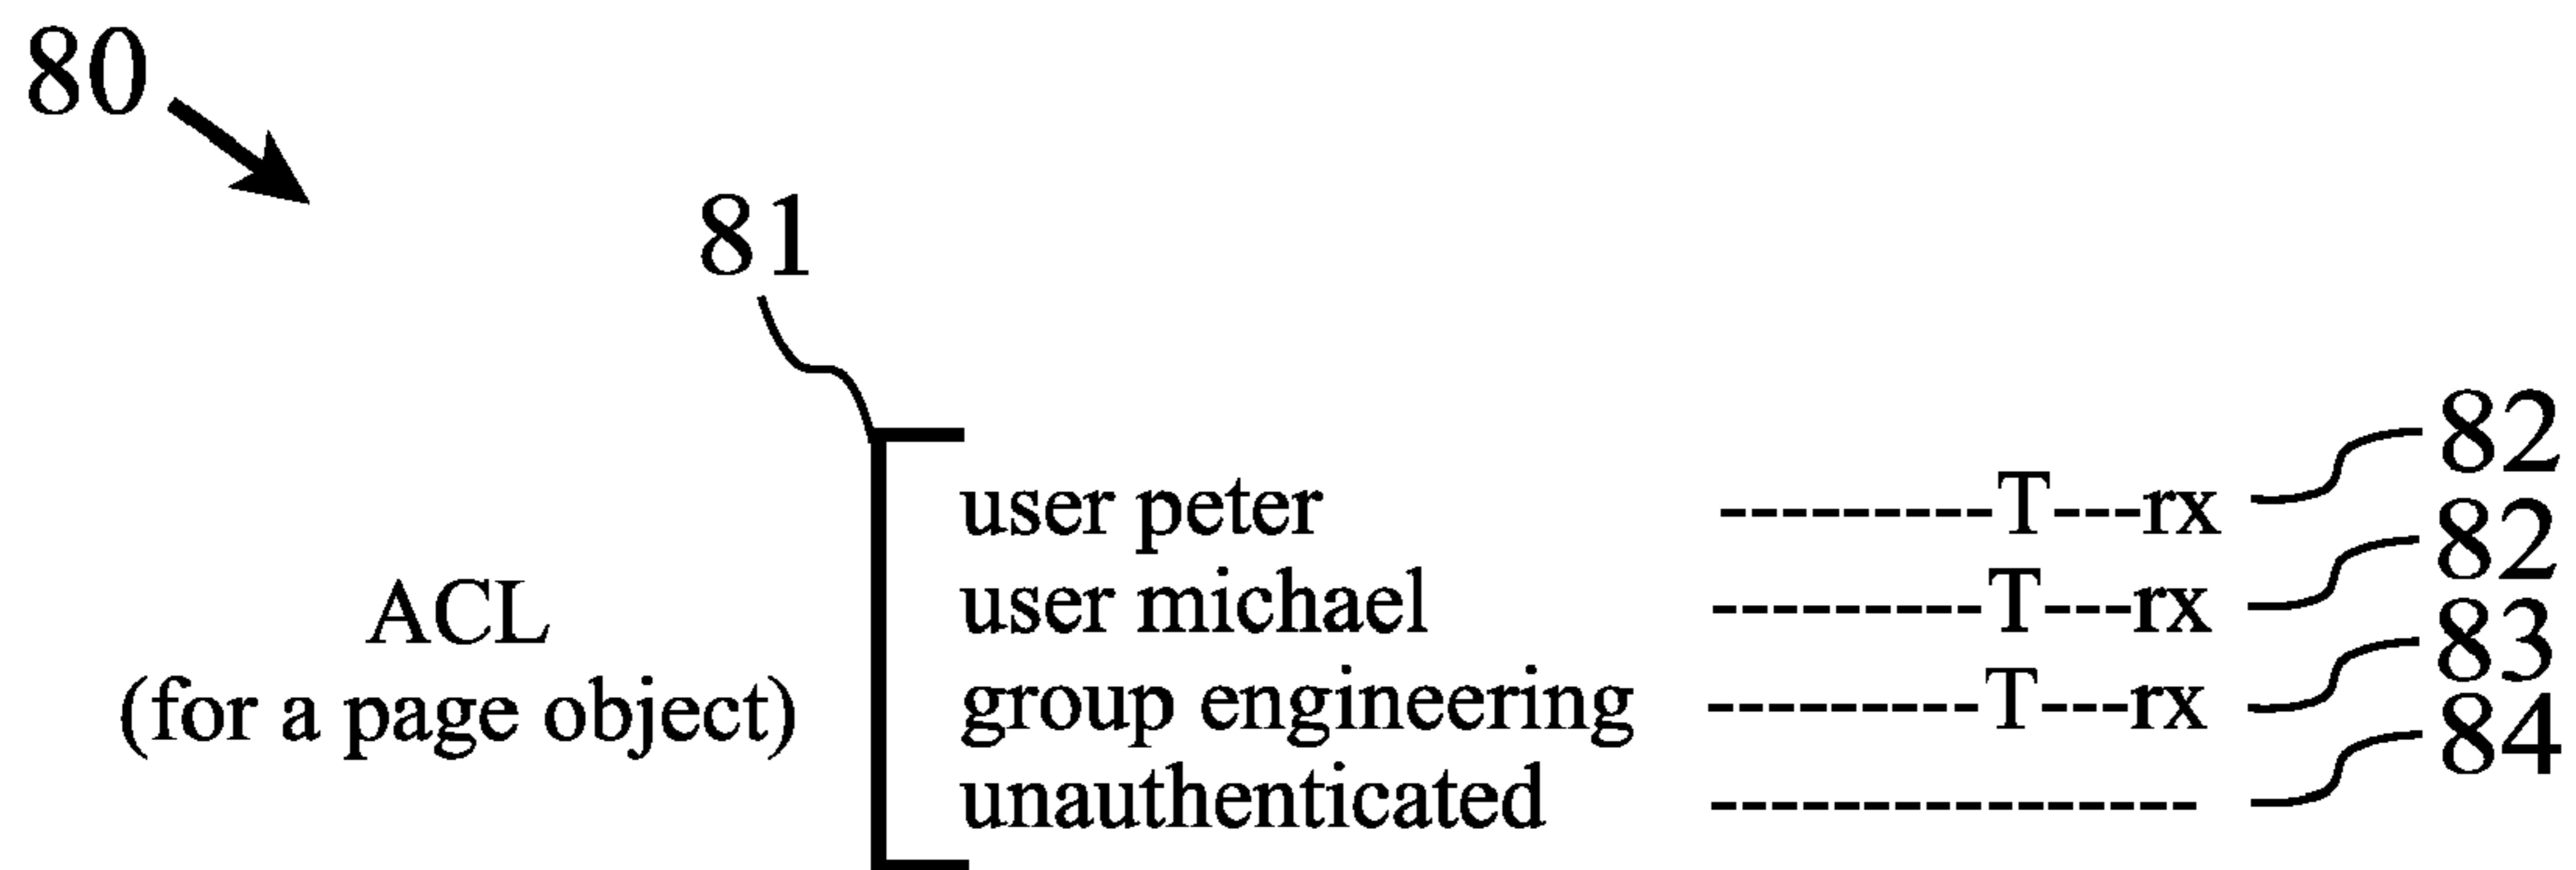 80
81
user peter ---------T---rx 82
user michael ---------T---rx 82
ACL
(for a page object)
group engineering ---------T---rx 83
unauthenticated ---------------- 84